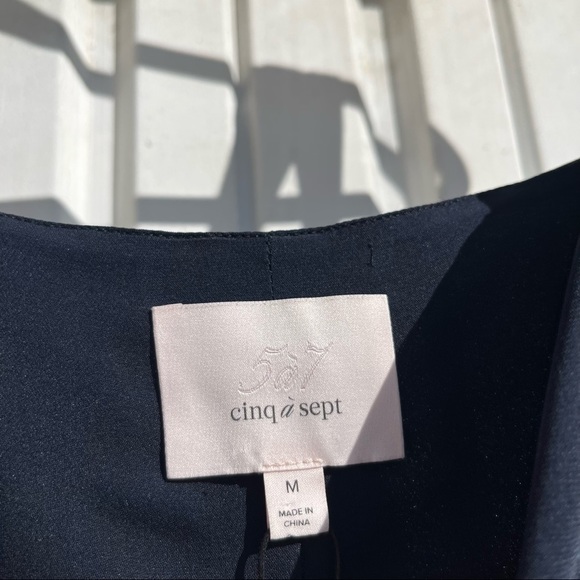 5à7
cinq à sept
M
MADE IN
CHINA